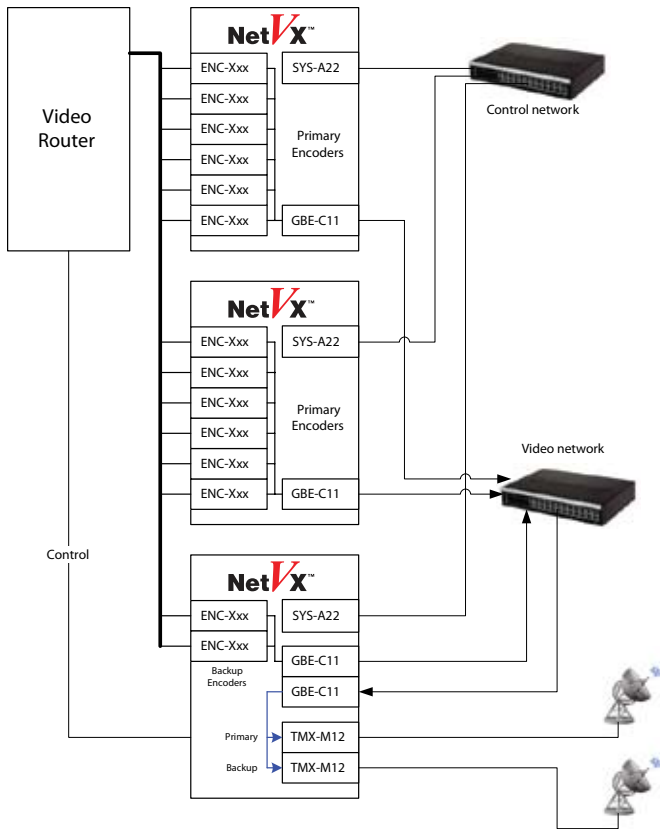 Video
Router
NetVX™
ENC-Xxx
SYS-A22
ENC-Xxx
ENC-Xxx
Primary
Encoders
ENC-Xxx
ENC-Xxx
ENC-Xxx
GBE-C11
Control network
NetVX™
ENC-Xxx
SYS-A22
ENC-Xxx
ENC-Xxx
Primary
Encoders
ENC-Xxx
ENC-Xxx
ENC-Xxx
GBE-C11
Video network
Control
NetVX™
ENC-Xxx
SYS-A22
ENC-Xxx
GBE-C11
Backup
Encoders
GBE-C11
Primary
TMX-M12
Backup
TMX-M12